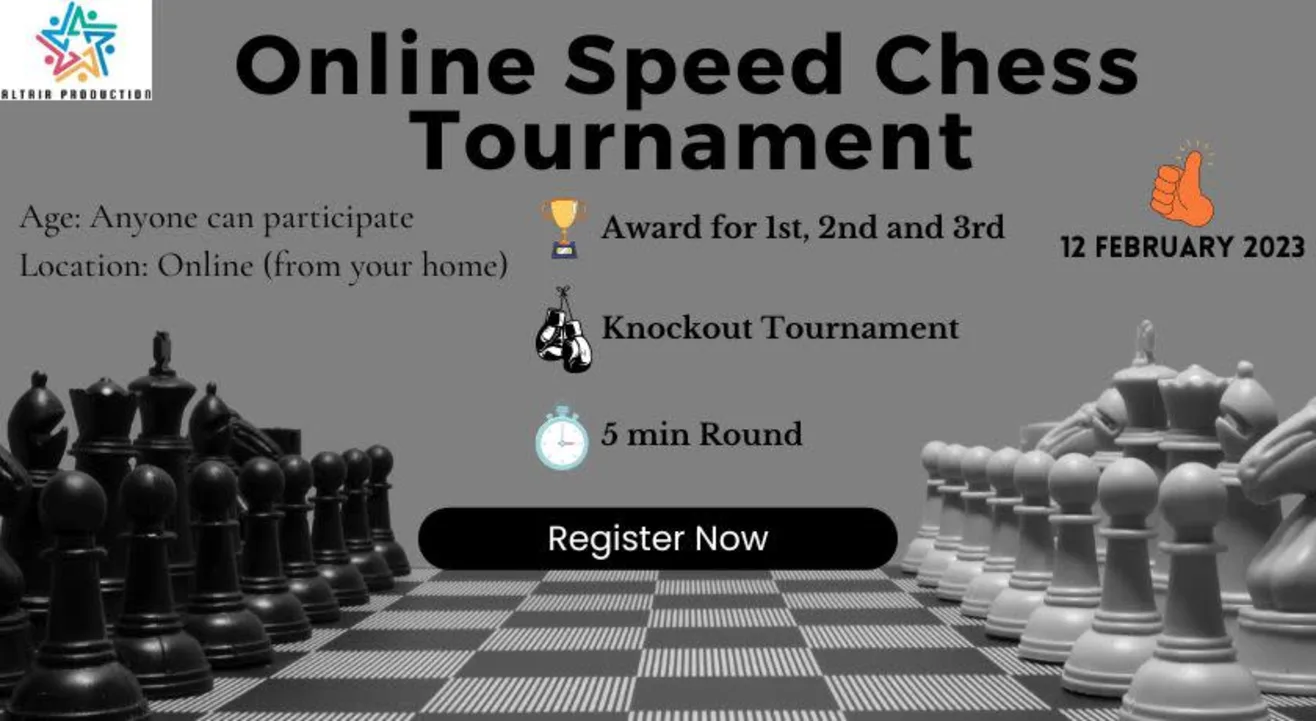 ALTAIR PRODUCTION
Online Speed Chess
Tournament
Age: Anyone can participate
Location: Online (from your home)
Award for 1st, 2nd and 3rd
Knockout Tournament
5 min Round
12 FEBRUARY 2023
Register Now